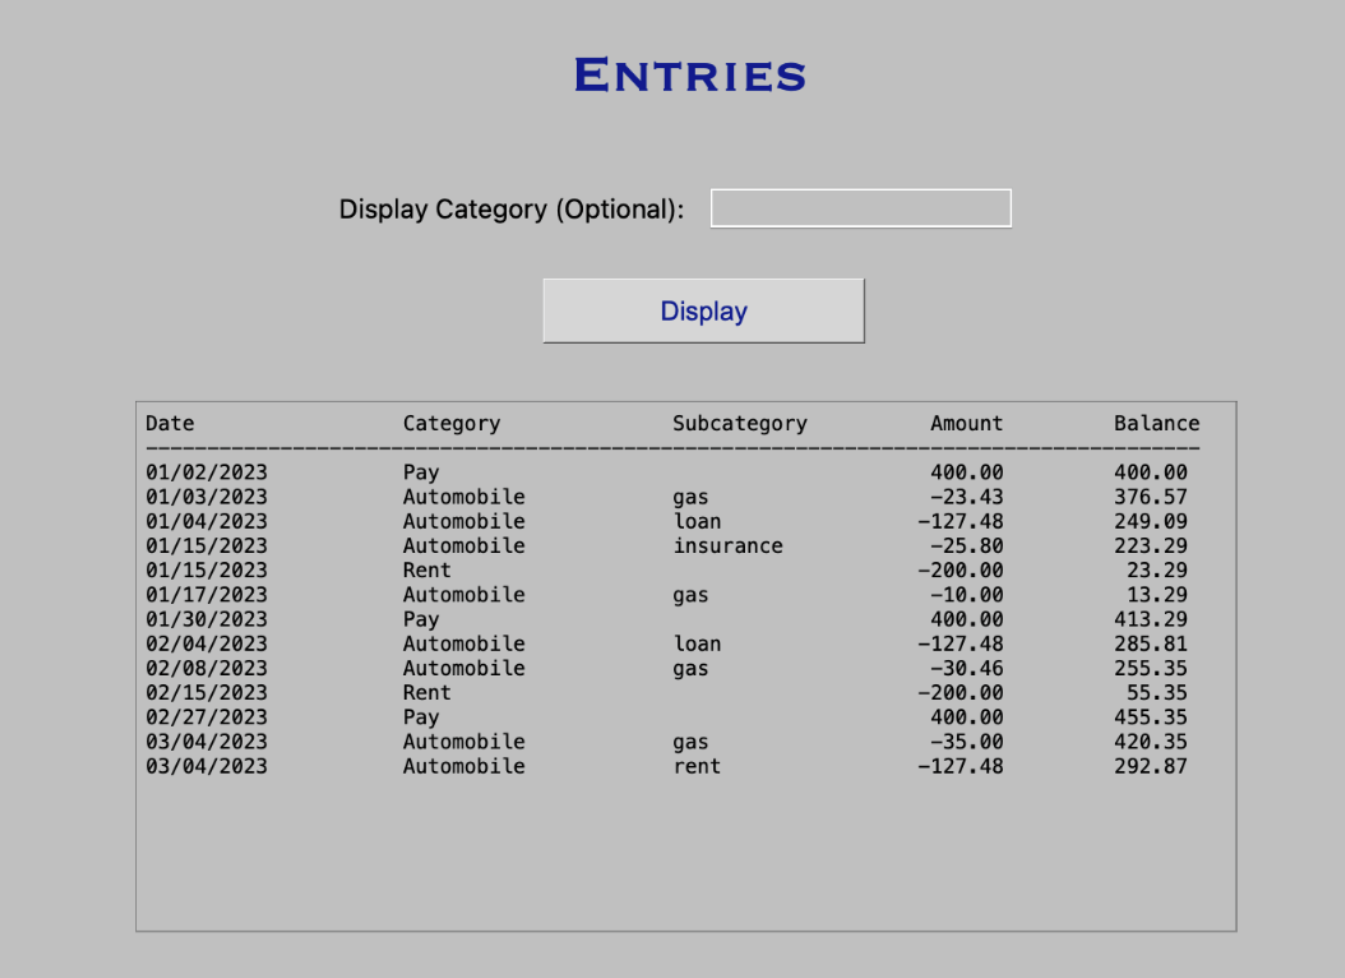 ENTRIES
Display Category (Optional):
Display
Date Category Subcategory Amount Balance
--------------------------------------------------------------------------------------
01/02/2023 Pay 400.00 400.00
01/03/2023 Automobile gas -23.43 376.57
01/04/2023 Automobile loan -127.48 249.09
01/15/2023 Automobile insurance -25.80 223.29
01/15/2023 Rent -200.00 23.29
01/17/2023 Automobile gas -10.00 13.29
01/30/2023 Pay 400.00 413.29
02/04/2023 Automobile loan -127.48 285.81
02/08/2023 Automobile gas -30.46 255.35
02/15/2023 Rent -200.00 55.35
02/27/2023 Pay 400.00 455.35
03/04/2023 Automobile gas -35.00 420.35
03/04/2023 Automobile rent -127.48 292.87